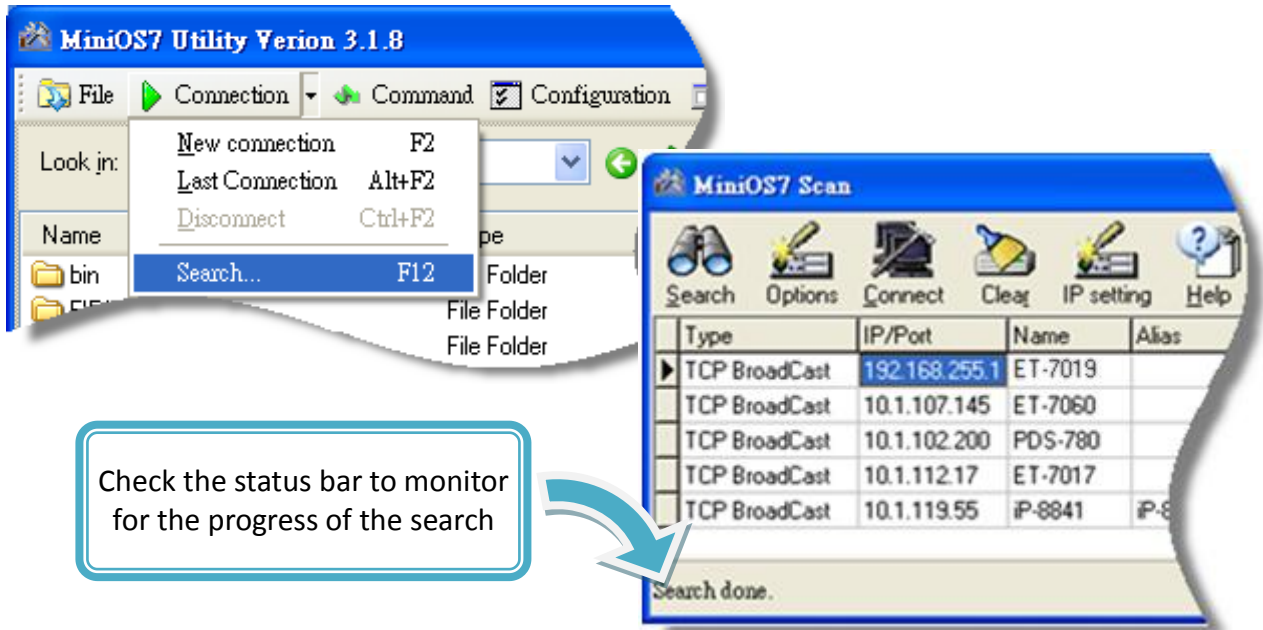 MiniOS7 Utility Verion 3.1.8
File Connection Command Configuration
Look in:
New connection F2
Last Connection Alt+F2
Disconnect Ctrl+F2
Search... F12
Name
bin
Folder
File Folder
File Folder
MiniOS7 Scan
Search Options Connect Clear IP setting Help
Type IP/Port Name Alias
TCP BroadCast 192.168.255.1 ET-7019
TCP BroadCast 10.1.107.145 ET-7060
TCP BroadCast 10.1.102.200 PDS-780
TCP BroadCast 10.1.112.17 ET-7017
TCP BroadCast 10.1.119.55 iP-8841 iP-8
Search done.
Check the status bar to monitor
for the progress of the search